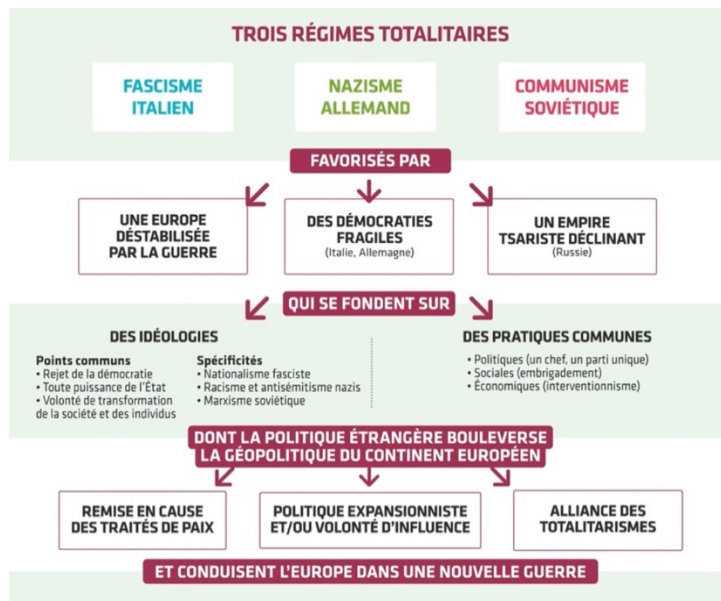 TROIS RÉGIMES TOTALITAIRES
FASCISME
ITALIEN
NAZISME
ALLEMAND
COMMUNISME
SOVIÉTIQUE
FAVORISÉS PAR
UNE EUROPE
DÉSTABILISÉE
PAR LA GUERRE
DES DÉMOCRATIES
FRAGILES
(Italie, Allemagne)
UN EMPIRE
TSARISTE DÉCLINANT
(Russie)
QUI SE FONDENT SUR
DES IDÉOLOGIES
Points communs
• Rejet de la démocratie
• Toute puissance de l'État
• Volonté de transformation
de la société et des individus
Spécificités
• Nationalisme fasciste
• Racisme et antisémitisme nazis
• Marxisme soviétique
DES PRATIQUES COMMUNES
• Politiques (un chef, un parti unique)
• Sociales (embrigadement)
• Économiques (interventionnisme)
DONT LA POLITIQUE ÉTRANGÈRE BOULEVERSE
LA GÉOPOLITIQUE DU CONTINENT EUROPÉEN
REMISE EN CAUSE
DES TRAITÉS DE PAIX
POLITIQUE EXPANSIONNISTE
ET/OU VOLONTÉ D'INFLUENCE
ALLIANCE DES
TOTALITARISMES
ET CONDUISENT L'EUROPE DANS UNE NOUVELLE GUERRE